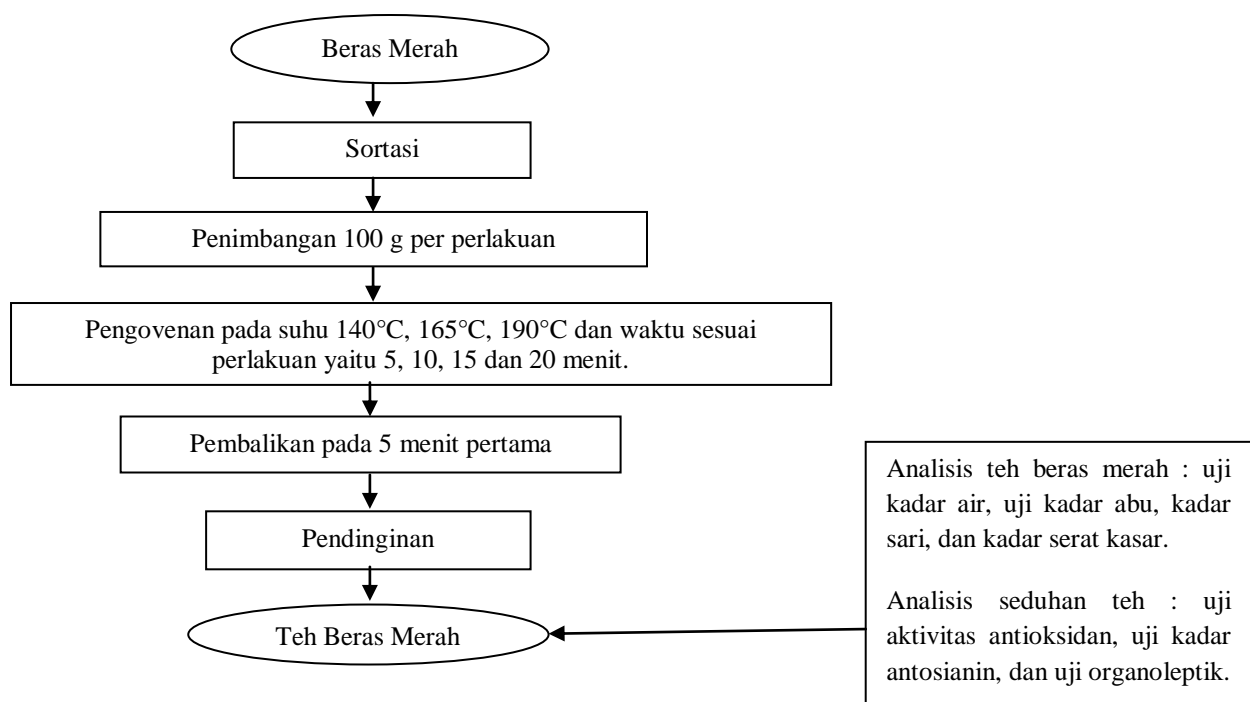 Beras Merah
Sortasi
Penimbangan 100 g per perlakuan
Pengovenan pada suhu 140°C, 165°C, 190°C dan waktu sesuai
perlakuan yaitu 5, 10, 15 dan 20 menit.
Pembalikan pada 5 menit pertama
Pendinginan
Teh Beras Merah
Analisis teh beras merah : uji
kadar air, uji kadar abu, kadar
sari, dan kadar serat kasar.
Analisis seduhan teh : uji
aktivitas antioksidan, uji kadar
antosianin, dan uji organoleptik.